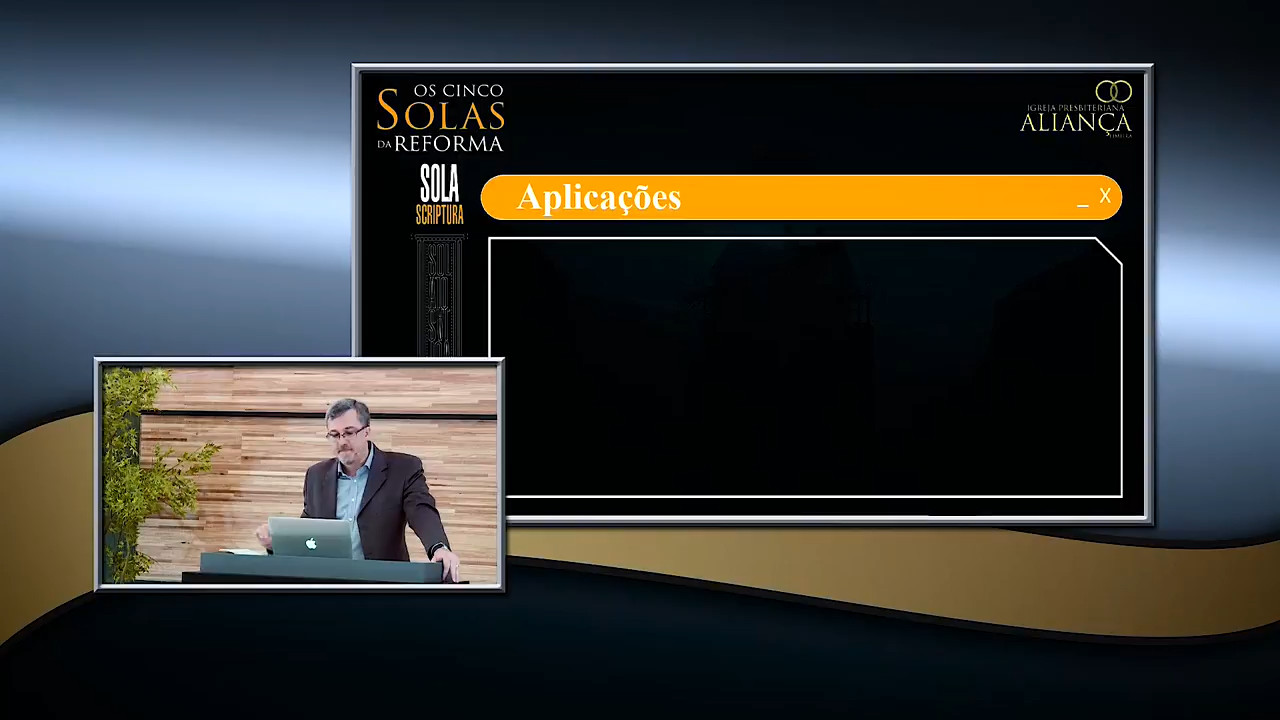 OS CINCO
SOLAS
DA REFORMA
IGREJA PRESBITERIANA
ALIANÇA
SOLA
SCRIPTURA
Aplicações
_ X